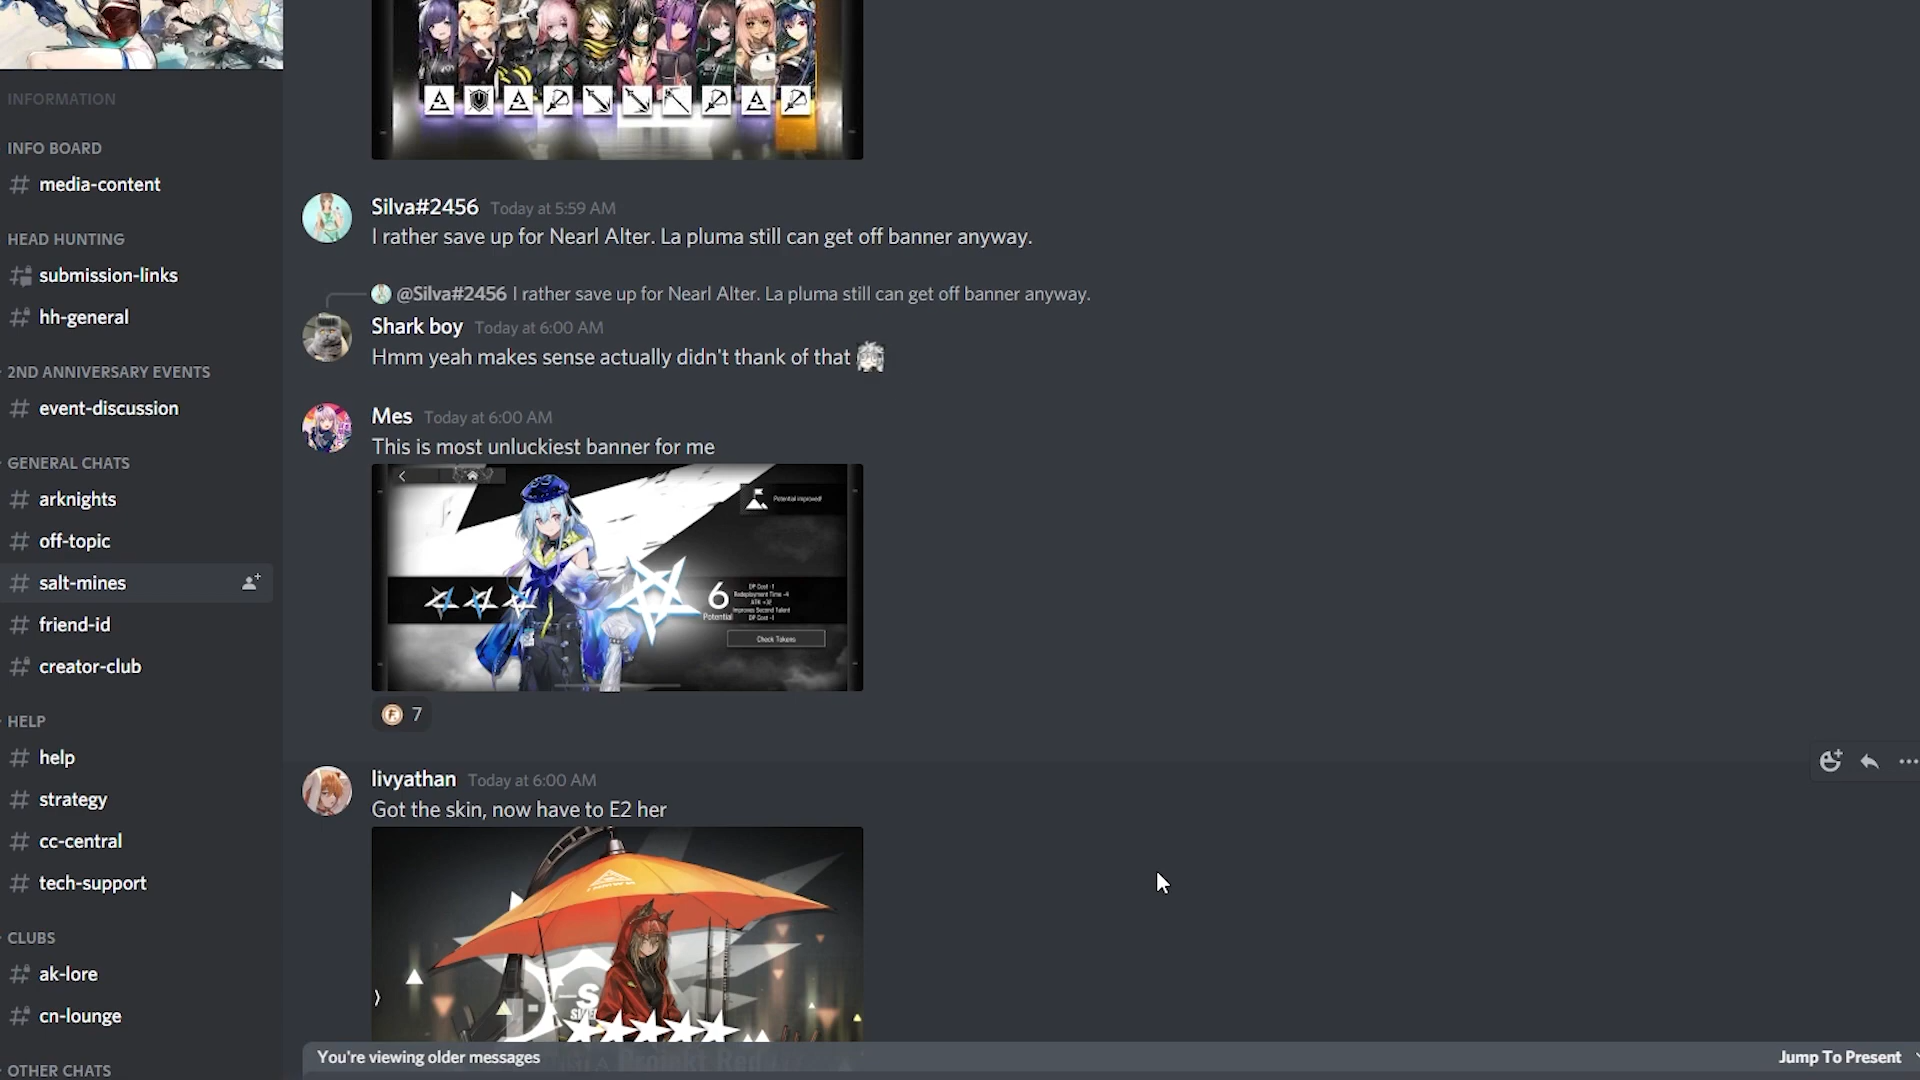 INFORMATION
INFO BOARD
# media-content
HEAD HUNTING
# submission-links
# hh-general
2ND ANNIVERSARY EVENTS
# event-discussion
GENERAL CHATS
# arknights
# off-topic
# salt-mines
# friend-id
# creator-club
HELP
# help
# strategy
# cc-central
# tech-support
CLUBS
# ak-lore
# cn-lounge
OTHER CHATS
Silva#2456 Today at 5:59 AM
I rather save up for Nearl Alter. La pluma still can get off banner anyway.
@Silva#2456 I rather save up for Nearl Alter. La pluma still can get off banner anyway.
Shark boy Today at 6:00 AM
Hmm yeah makes sense actually didn't thank of that
Mes Today at 6:00 AM
This is most unluckiest banner for me
Potential improved!
6
Potential
DP Cost -1
Redeployment Time -4
ATK +32
Improves Second Talent
DP Cost -1
Check Tokens
7
livyathan Today at 6:00 AM
Got the skin, now have to E2 her
Projekt Red
You're viewing older messages
Jump To Present